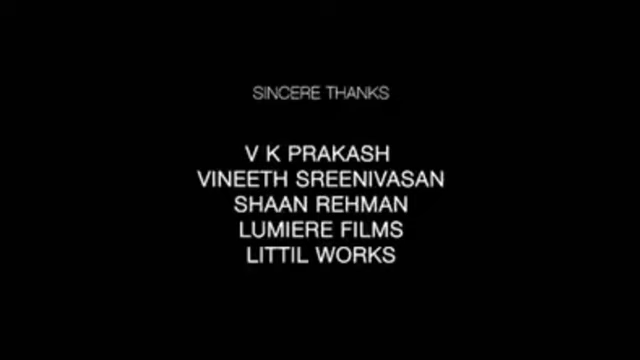 SINCERE THANKS
V K PRAKASH
VINEETH SREENIVASAN
SHAAN REHMAN
LUMIERE FILMS
LITTIL WORKS